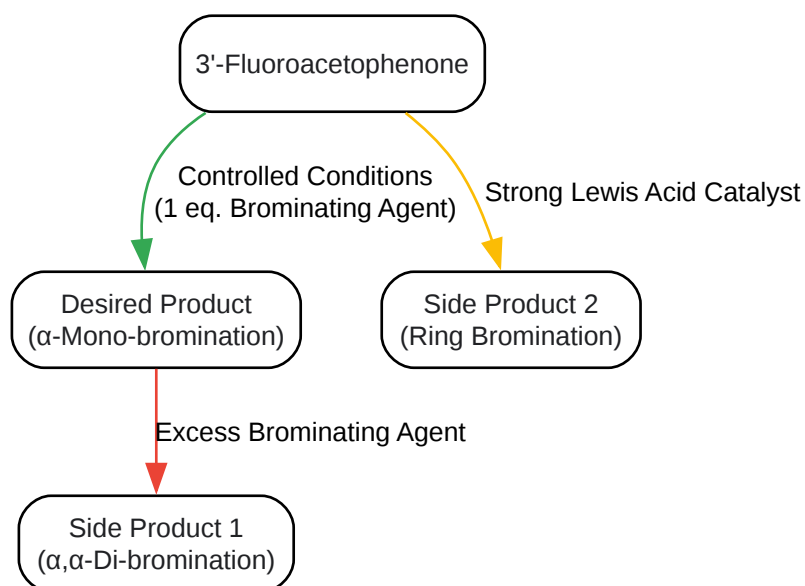 3'-Fluoroacetophenone
Controlled Conditions
(1 eq. Brominating Agent)
Strong Lewis Acid Catalyst
Desired Product
(α-Mono-bromination)
Side Product 2
(Ring Bromination)
Excess Brominating Agent
Side Product 1
(α,α-Di-bromination)